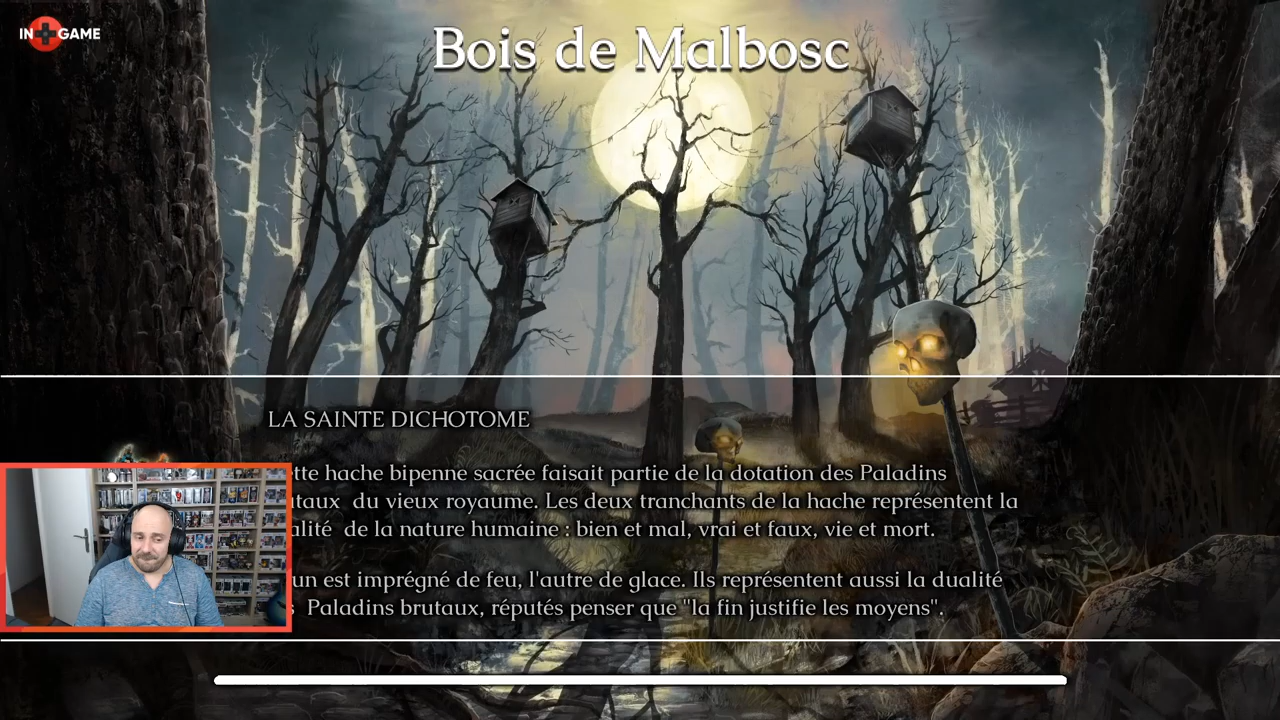 IN GAME
Bois de Malbosc
LA SAINTE DICHOTOME
hache bipenne sacrée faisait partie de la dotation des Paladins
du vieux royaume. Les deux tranchants de la hache représentent la
de la nature humaine : bien et mal, vrai et faux, vie et mort.
un est imprégné de feu, l'autre de glace. Ils représentent aussi la dualité
Paladins brutaux, réputés penser que "la fin justifie les moyens".